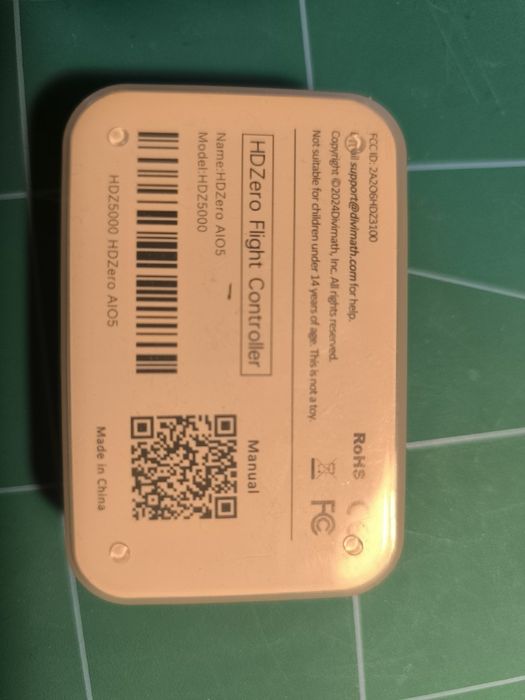 HDZero Flight Controller
Name:HDZero AIO5
Model:HDZ5000
HDZ5000 HDZero AIO5
Manual
Made in China
FCC ID: 2A2O6HDZ3100
support@divimath.com for help.
Copyright ©2024Divimath, Inc. All rights reserved.
Not suitable for children under 14 years of age. This is not a toy.
RoHS
FC